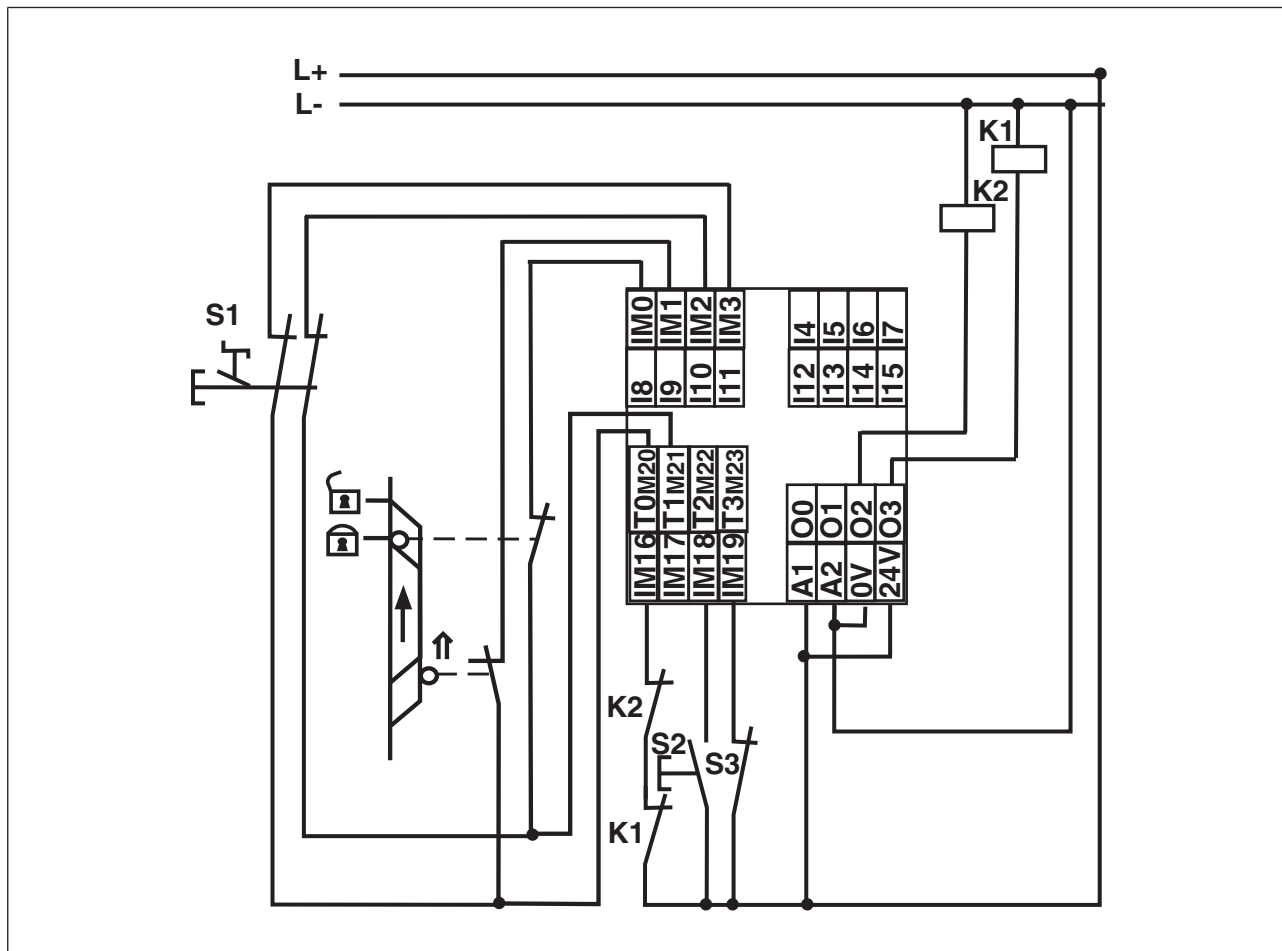 L+
L-
K1
K2
S1
IM0 IM1 IM2 IM3
I4 I5 I6 I7
I8 I9 I10 I11
I12 I13 I14 I15
T0M20 T1M21 T2M22 T3M23
IM16 IM17 IM18 IM19
O0 O1 O2 O3
A1 A2 0V 24V
K2
S2
S3
K1